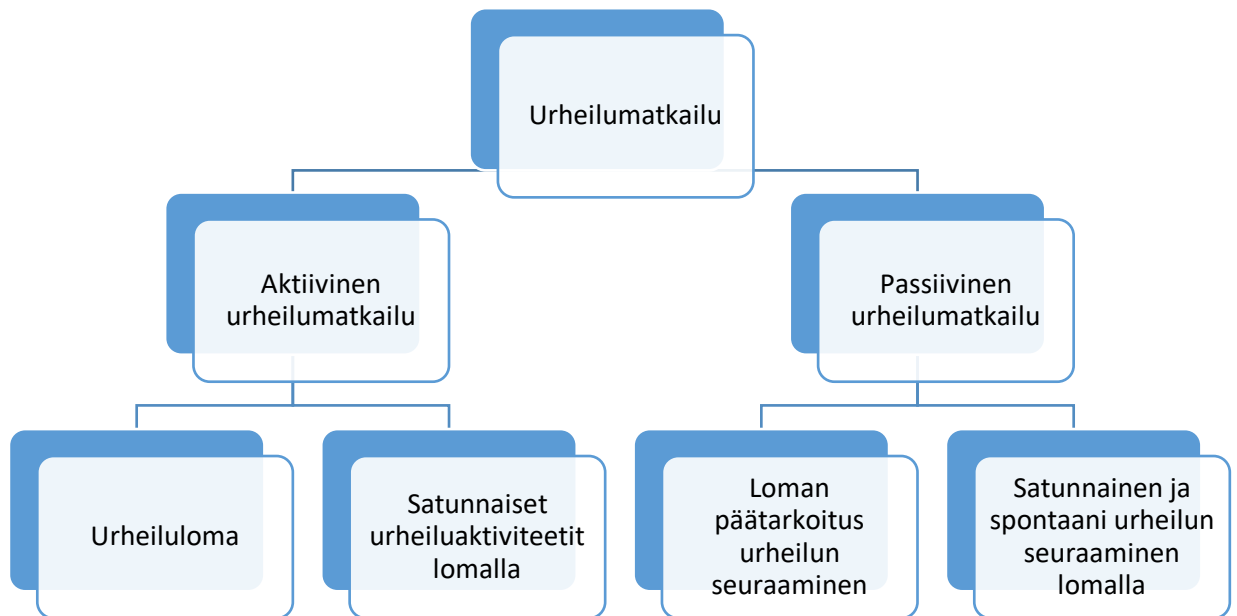 Urheilumatkailu
Aktiivinen
urheilumatkailu
Passiivinen
urheilumatkailu
Urheiluloma
Satunnaiset
urheiluaktiviteetit
lomalla
Loman
päätarkoitus
urheilun
seuraaminen
Satunnainen ja
spontaani urheilun
seuraaminen
lomalla